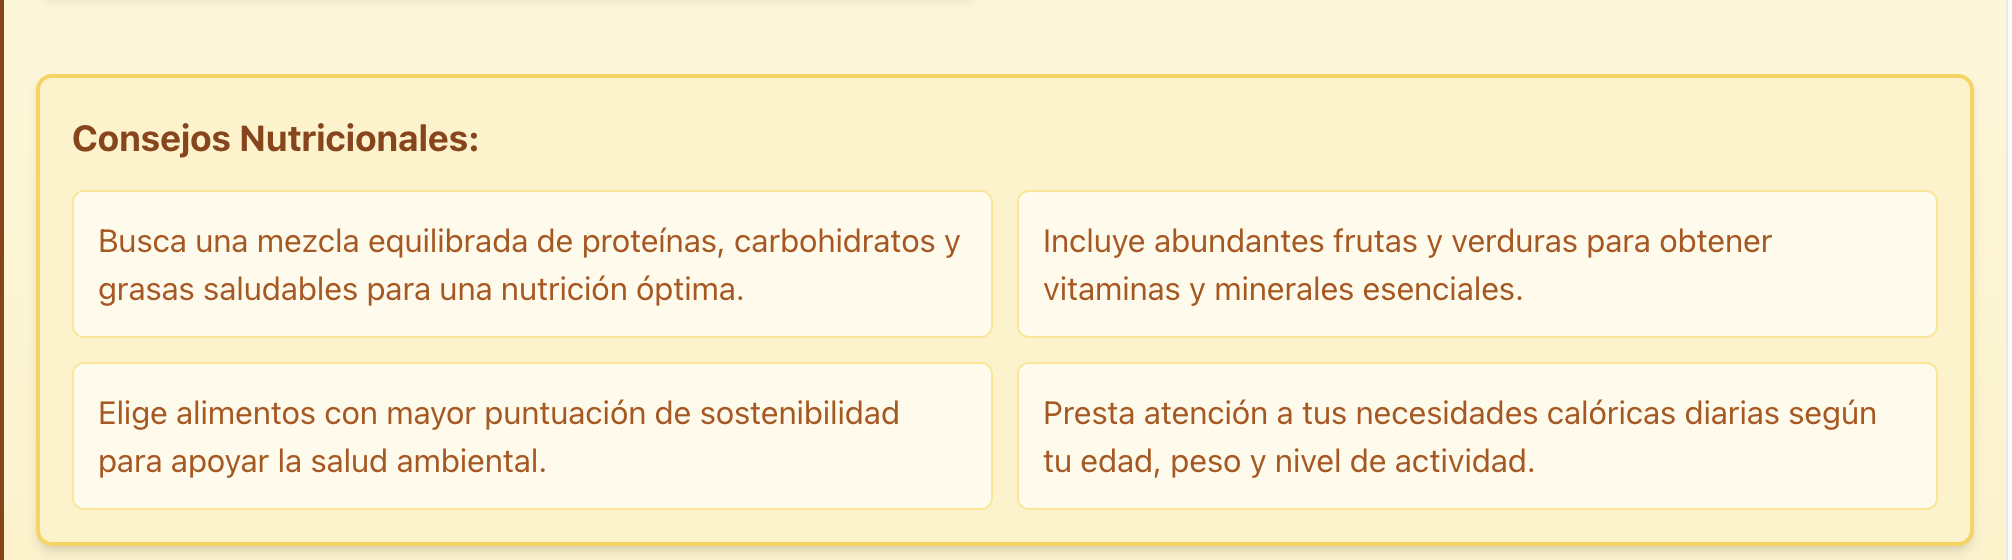 Consejos Nutricionales:
Busca una mezcla equilibrada de proteínas, carbohidratos y
grasas saludables para una nutrición óptima.
Incluye abundantes frutas y verduras para obtener
vitaminas y minerales esenciales.
Elige alimentos con mayor puntuación de sostenibilidad
para apoyar la salud ambiental.
Presta atención a tus necesidades calóricas diarias según
tu edad, peso y nivel de actividad.